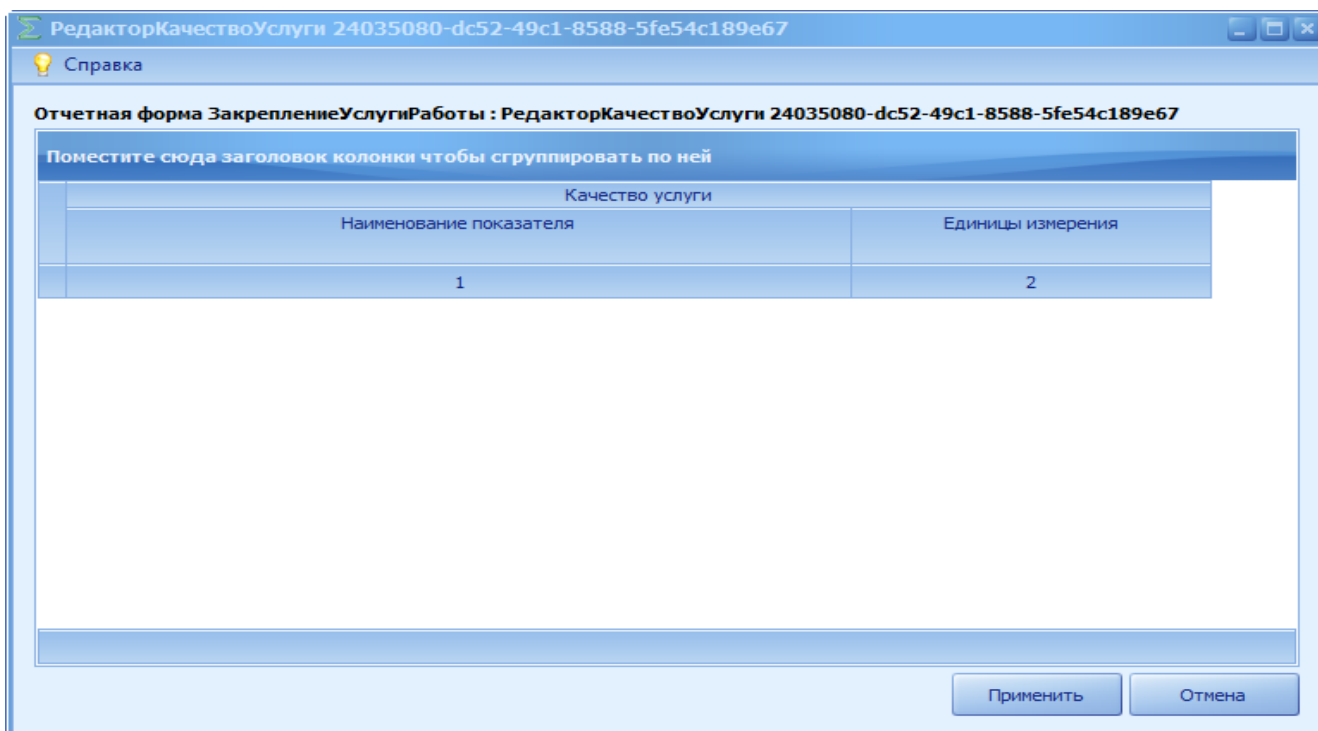 РедакторКачествоУслуги 24035080-dc52-49c1-8588-5fe54c189e67
Справка
Отчетная форма ЗакреплениеУслугиРаботы : РедакторКачествоУслуги 24035080-dc52-49c1-8588-5fe54c189e67
Поместите сюда заголовок колонки чтобы сгруппировать по ней
Качество услуги
Наименование показателя Единицы измерения
1 2
Применить Отмена